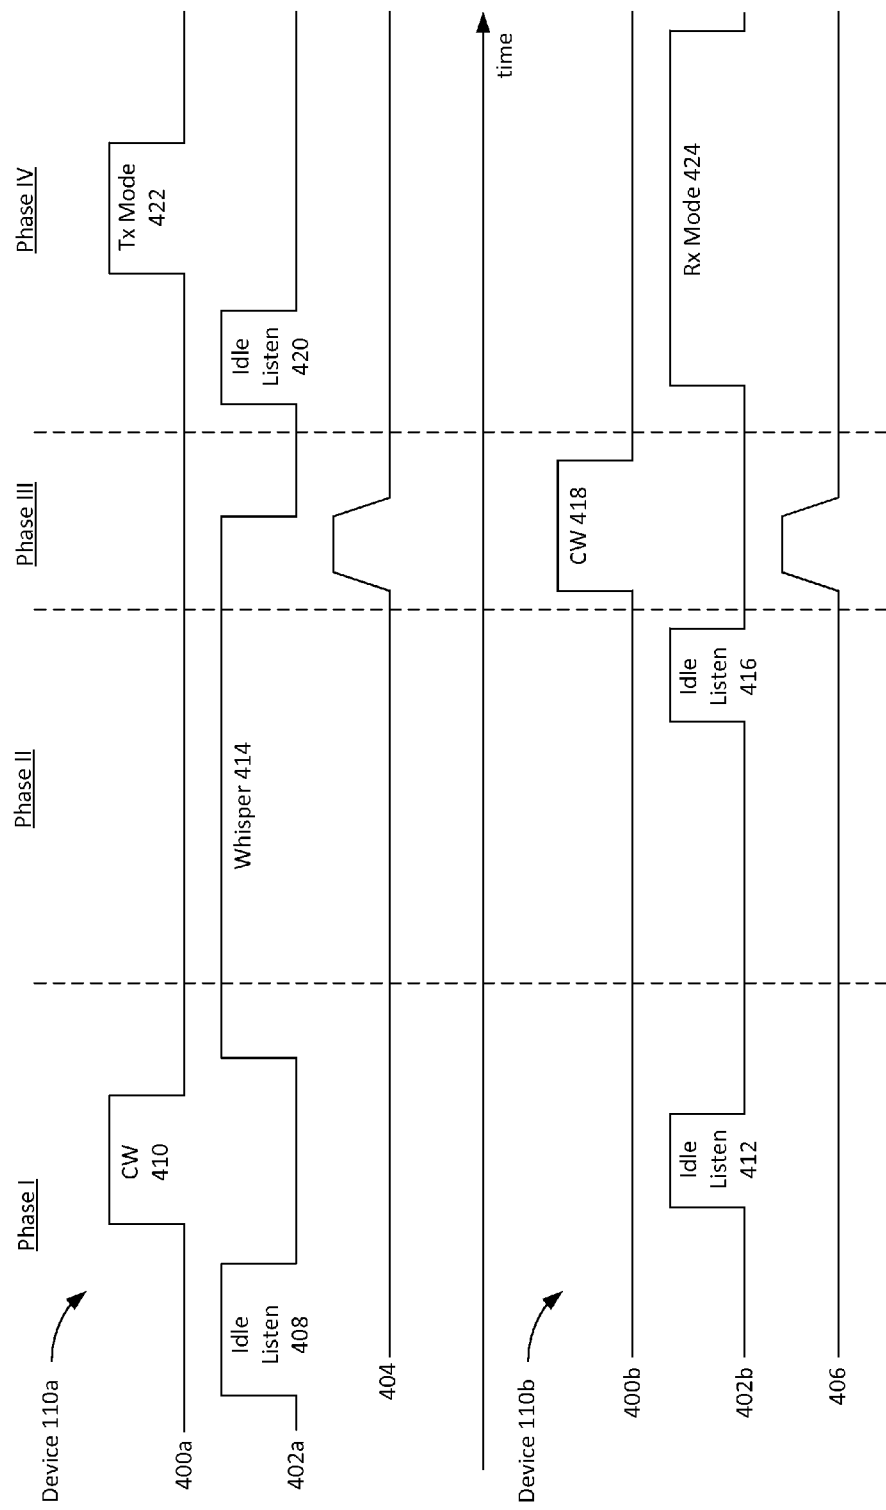 Phase I
Phase II
Phase III
Phase IV
Device 110a
400a
CW
410
Tx Mode
422
402a
Idle
Listen
408
Whisper 414
Idle
Listen
420
404
time
Device 110b
400b
CW 418
402b
Idle
Listen
412
Idle
Listen
416
Rx Mode 424
406